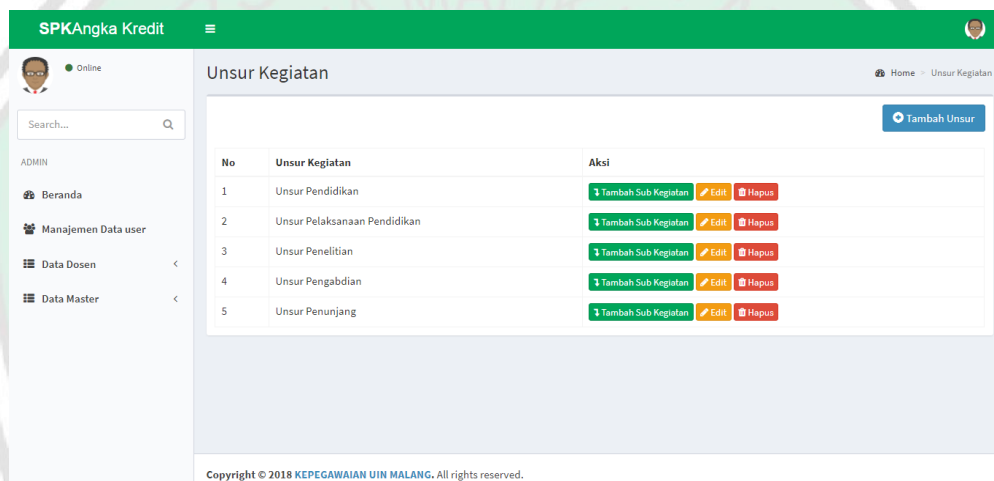 SPKAngka Kredit
Online
Search...
ADMIN
Beranda
Manajemen Data user
Data Dosen
Data Master
Unsur Kegiatan
Home > Unsur Kegiatan
Tambah Unsur
No Unsur Kegiatan Aksi
1 Unsur Pendidikan Tambah Sub Kegiatan Edit Hapus
2 Unsur Pelaksanaan Pendidikan Tambah Sub Kegiatan Edit Hapus
3 Unsur Penelitian Tambah Sub Kegiatan Edit Hapus
4 Unsur Pengabdian Tambah Sub Kegiatan Edit Hapus
5 Unsur Penunjang Tambah Sub Kegiatan Edit Hapus
Copyright © 2018 KEPEGAWAIAN UIN MALANG. All rights reserved.